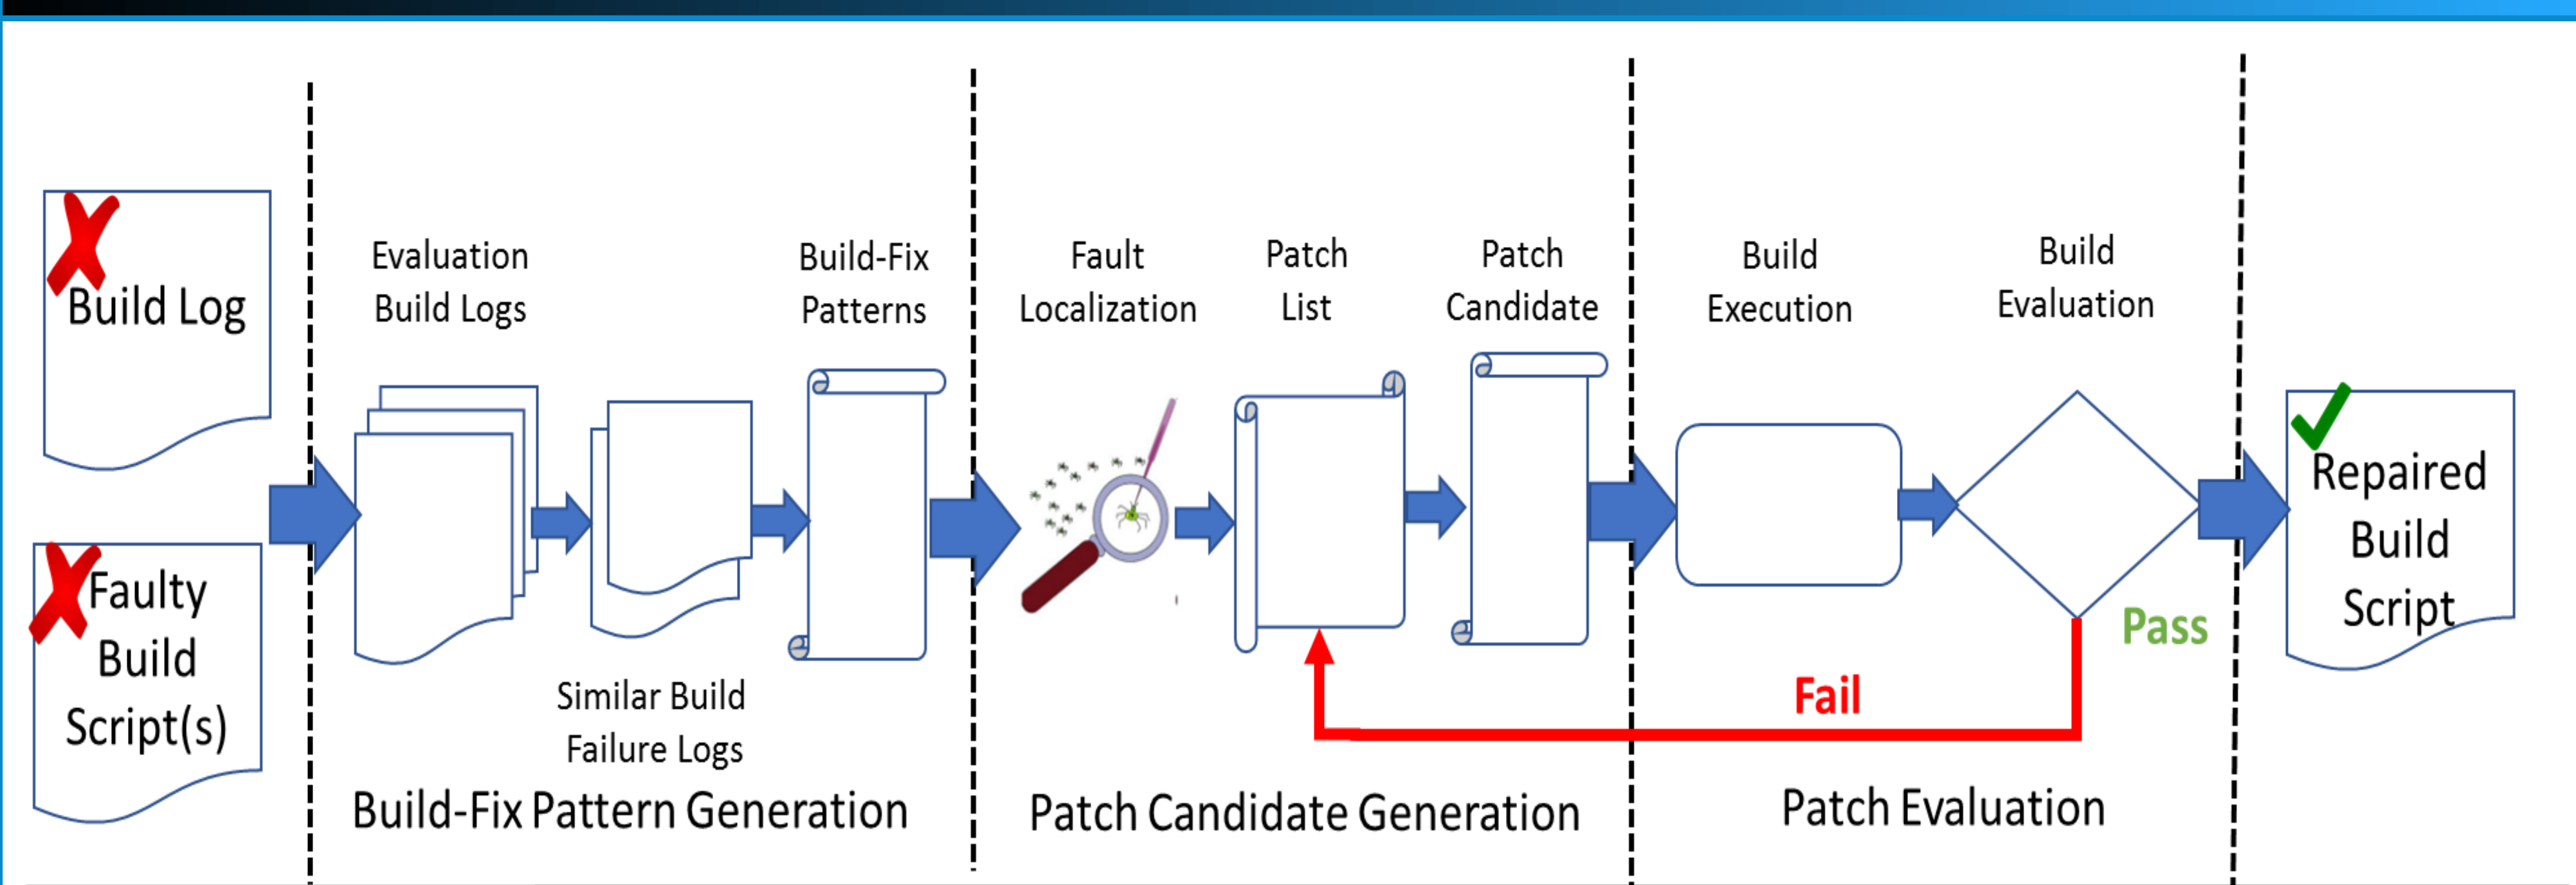 Build Log
Faulty
Build
Script(s)
Evaluation
Build Logs
Similar Build
Failure Logs
Build-Fix
Patterns
Build-Fix Pattern Generation
Fault
Localization
Patch
List
Patch
Candidate
Patch Candidate Generation
Build
Execution
Build
Evaluation
Pass
Fail
Patch Evaluation
Repaired
Build
Script